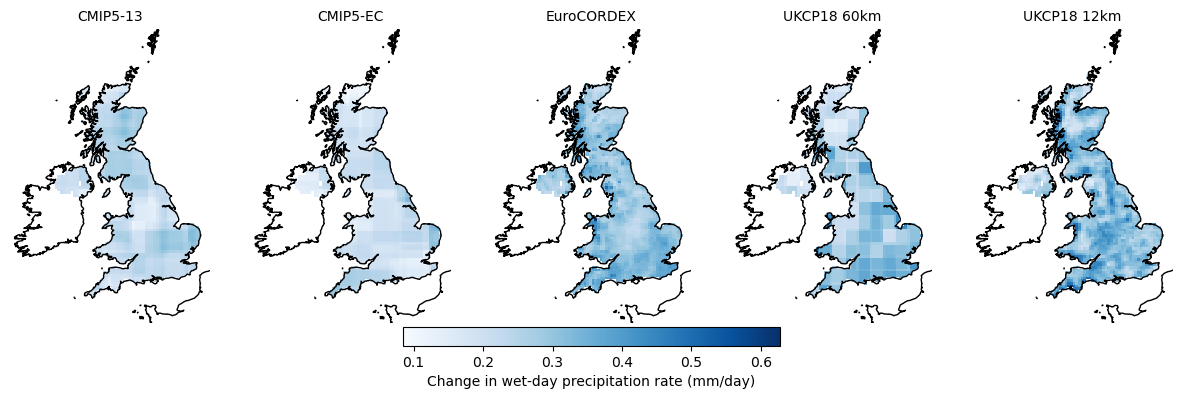 CMIP5-13 CMIP5-EC EuroCORDEX UKCP18 60km UKCP18 12km
0.1 0.2 0.3 0.4 0.5 0.6
Change in wet-day precipitation rate (mm/day)